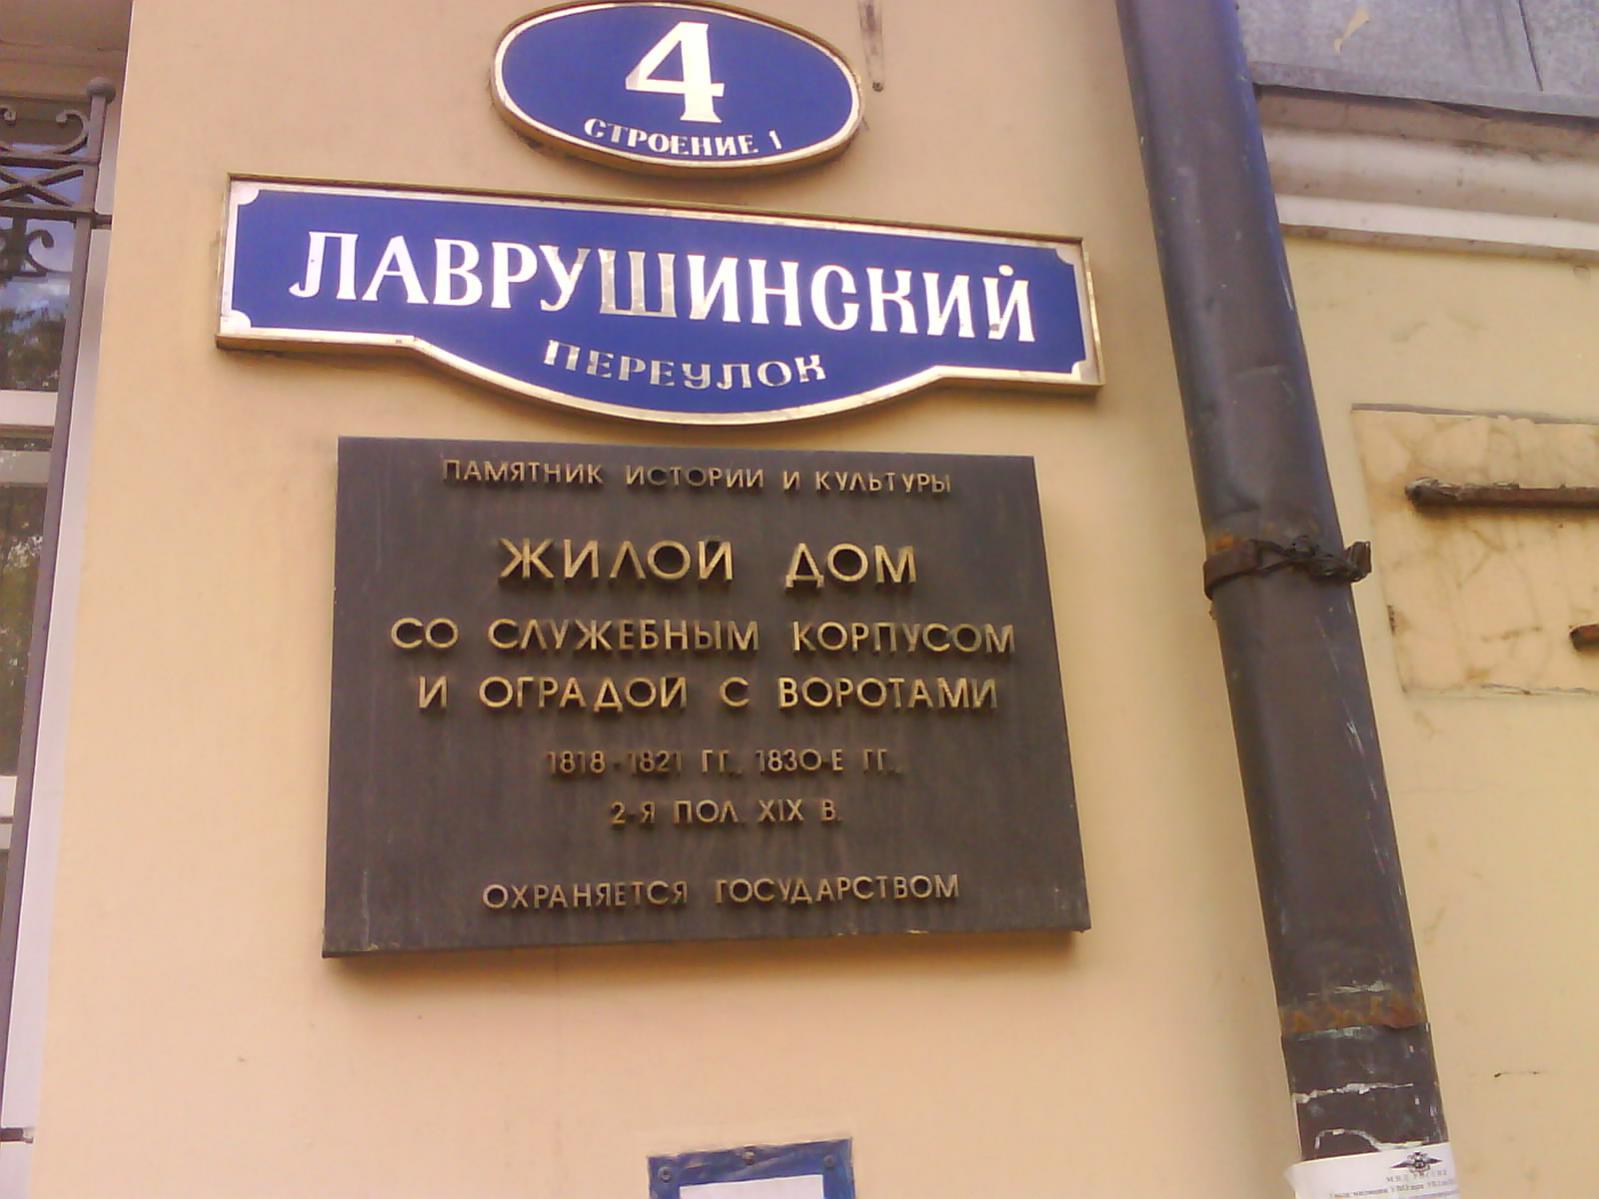 4
СТРОЕНИЕ 1
ЛАВРУШИНСКИЙ
ПЕРЕУЛОК
ПАМЯТНИК ИСТОРИИ И КУЛЬТУРЫ
ЖИЛОЙ ДОМ
СО СЛУЖЕБНЫМ КОРПУСОМ
И ОГРАДОЙ С ВОРОТАМИ
1818-1821 ГГ., 1830-Е ГГ.,
2-Я ПОЛ. XIX В.
ОХРАНЯЕТСЯ ГОСУДАРСТВОМ